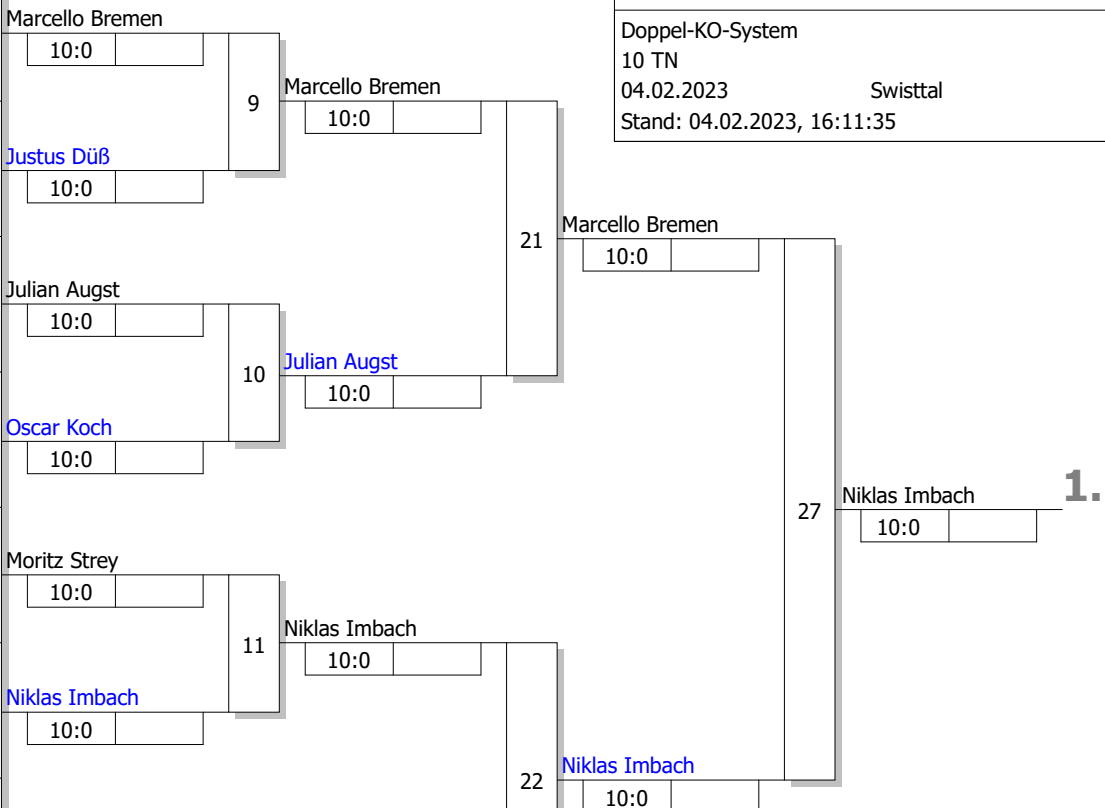 Marcello Bremen
10:0
9
Justus Düß
10:0
Julian Augst
10:0
10
Oscar Koch
10:0
Moritz Strey
10:0
11
Niklas Imbach
10:0
Marcello Bremen
10:0
21
Julian Augst
10:0
Niklas Imbach
10:0
22
Marcello Bremen
10:0
27
Niklas Imbach
10:0
Niklas Imbach
10:0
1.
Doppel-KO-System
10 TN
04.02.2023 Swisttal
Stand: 04.02.2023, 16:11:35